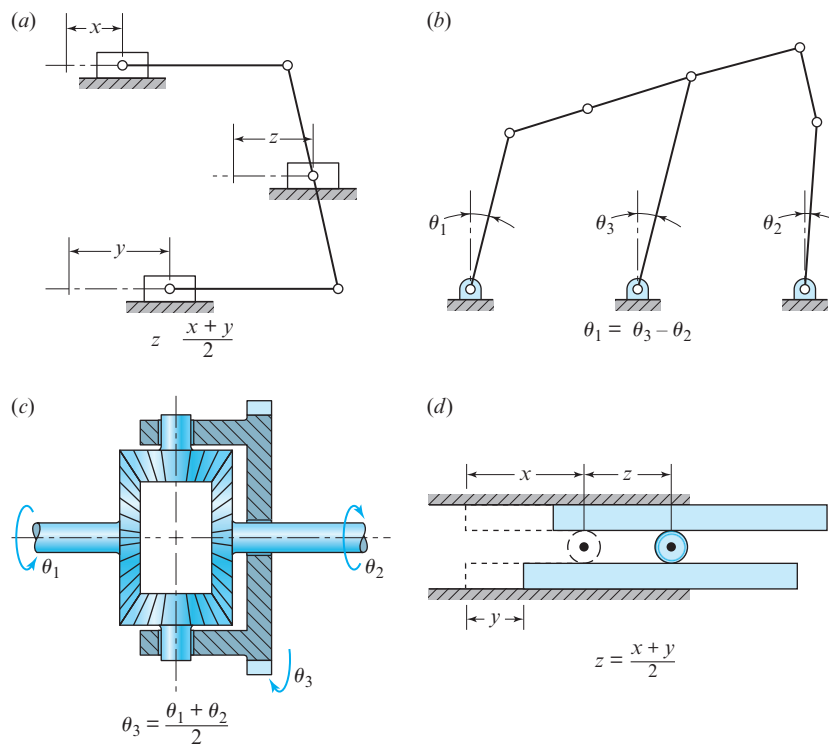 (a)
x
z
y
z  x + y
2
(b)
θ1
θ3
θ2
θ1 = θ3 – θ2
(c)
θ1
θ2
θ3
θ3 = θ1 + θ2
2
(d)
x
z
y
z = x + y
2